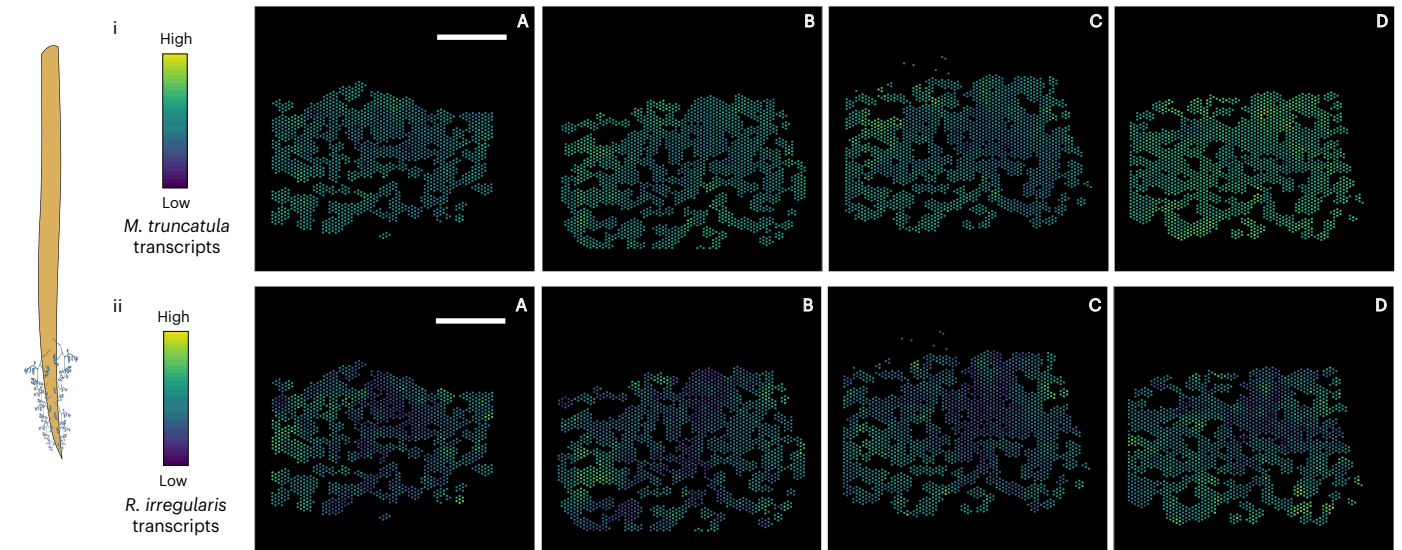 i
High
Low
M. truncatula
transcripts
A
B
C
D
ii
High
Low
R. irregularis
transcripts
A
B
C
D